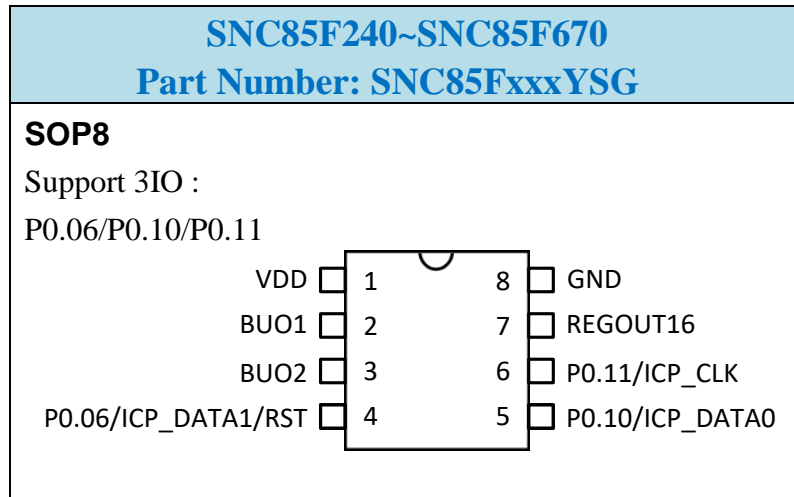 SNC85F240~SNC85F670
Part Number: SNC85FxxxYSG
SOP8
Support 3IO :
P0.06/P0.10/P0.11
VDD 1 8 GND
BUO1 2 7 REGOUT16
BUO2 3 6 P0.11/ICP_CLK
P0.06/ICP_DATA1/RST 4 5 P0.10/ICP_DATA0